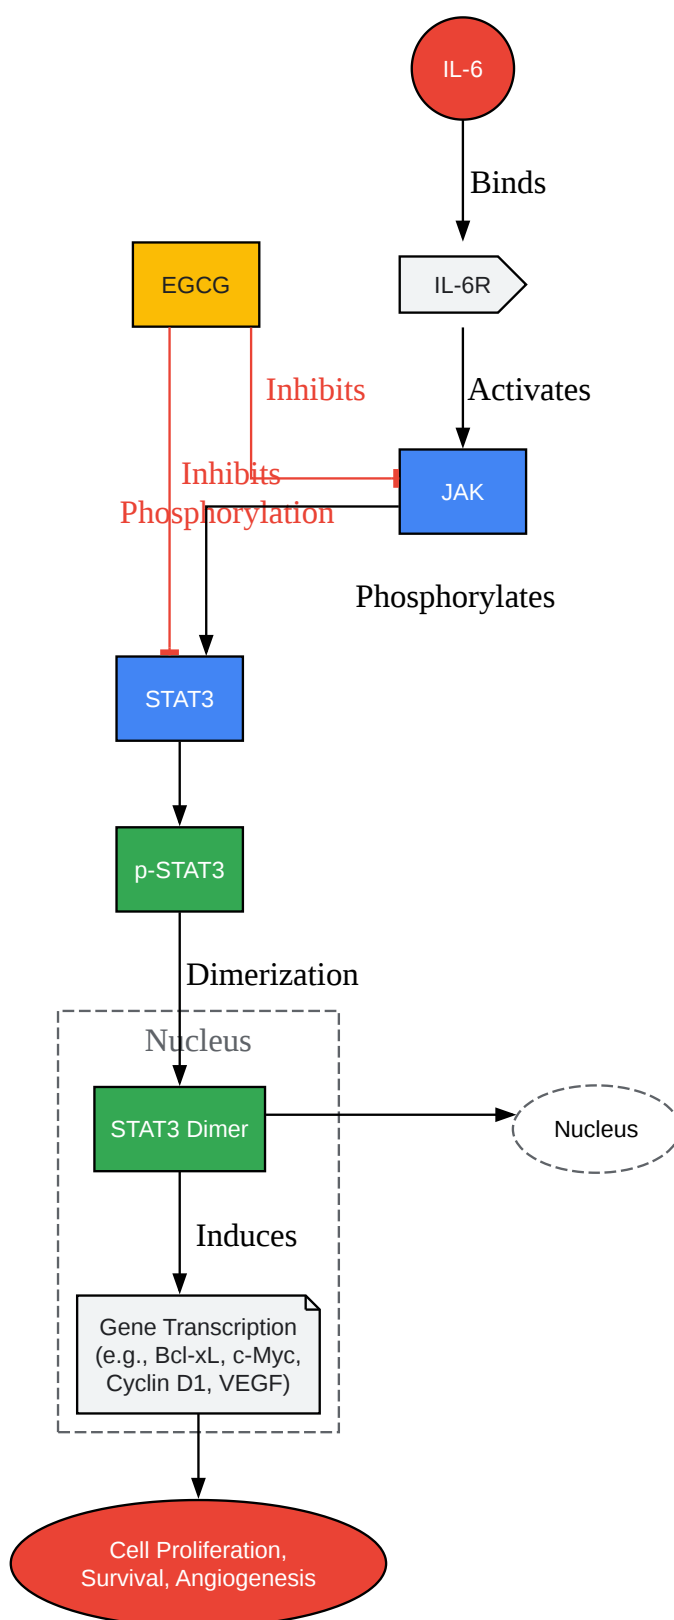 IL-6
Binds
EGCG
IL-6R
Inhibits
Activates
Inhibits
Phosphorylation
JAK
Phosphorylates
STAT3
p-STAT3
Dimerization
Nucleus
STAT3 Dimer
Nucleus
Induces
Gene Transcription
(e.g., Bcl-xL, c-Myc,
Cyclin D1, VEGF)
Cell Proliferation,
Survival, Angiogenesis